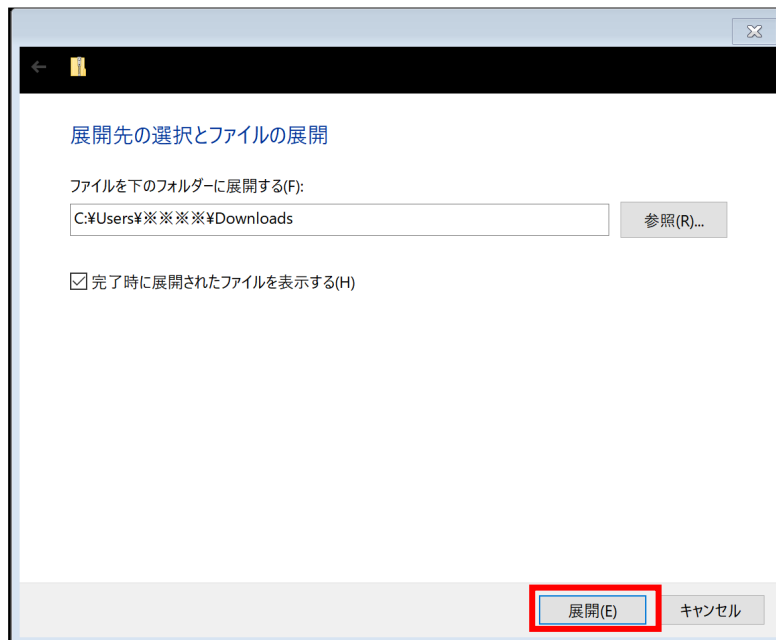 展開先の選択とファイルの展開
ファイルを下のフォルダーに展開する(F):
C:¥Users¥※※※※¥Downloads
参照(R)...
完了時に展開されたファイルを表示する(H)
展開(E)
キャンセル